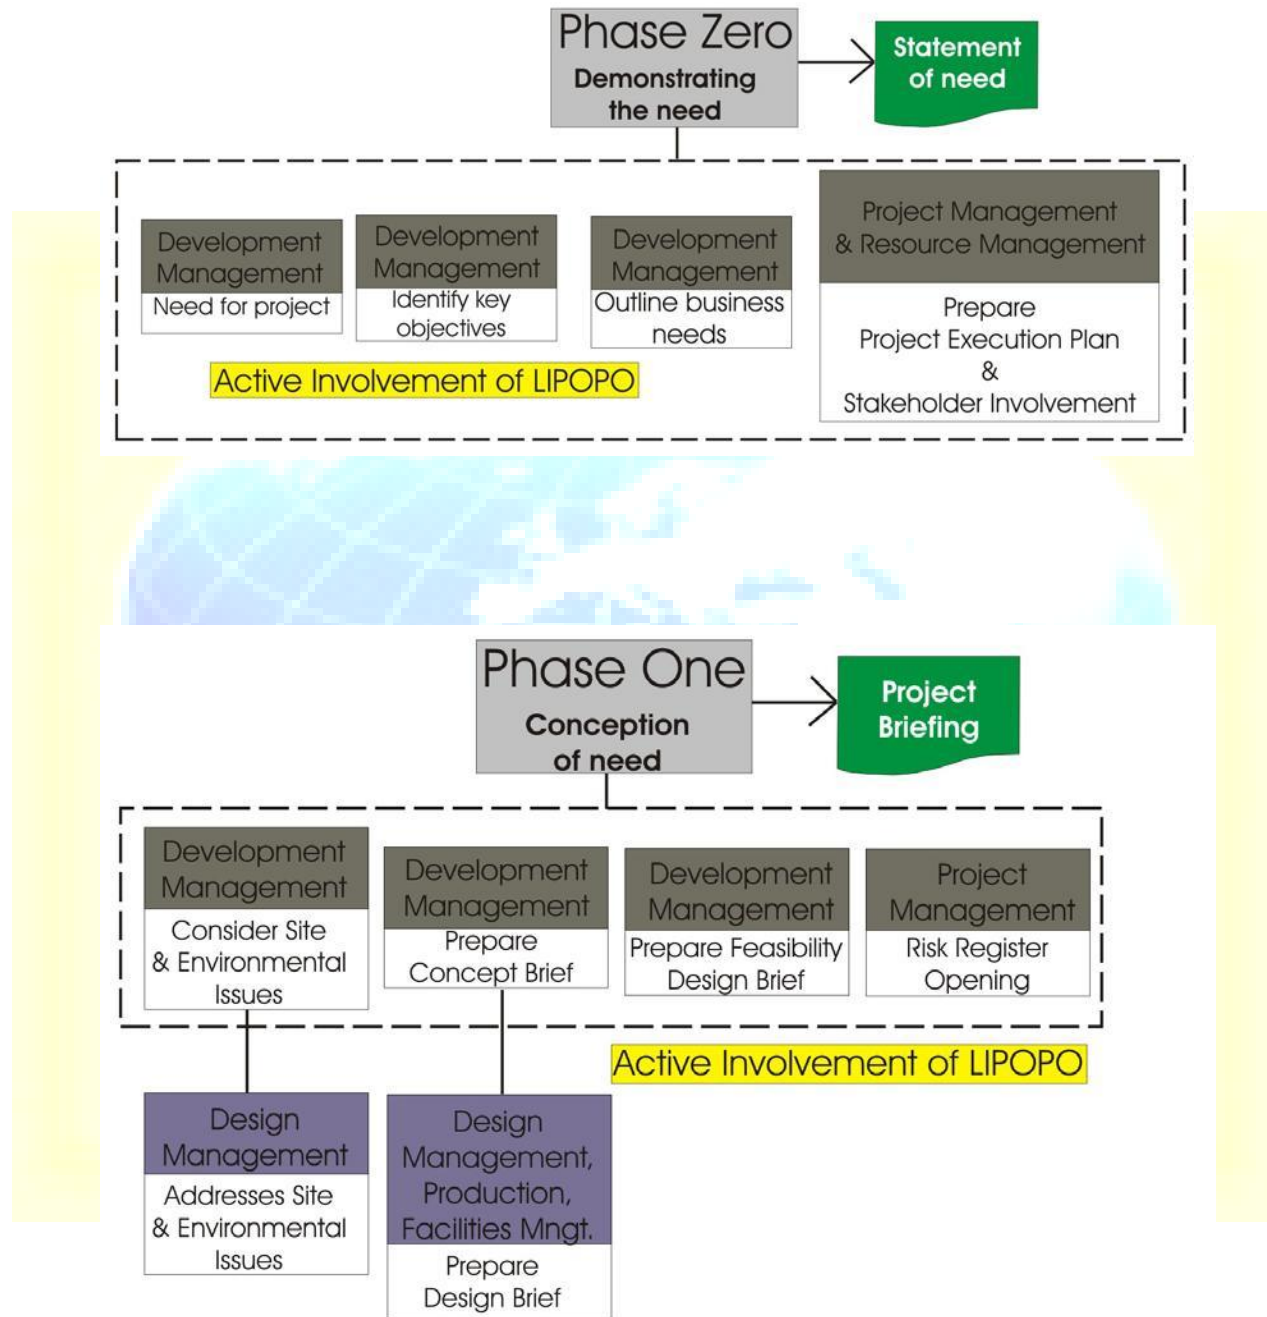 Phase Zero
Demonstrating
the need
Statement
of need
Development
Management
Need for project
Development
Management
Identify key
objectives
Development
Management
Outline business
needs
Project Management
& Resource Management
Prepare
Project Execution Plan
&
Stakeholder Involvement
Active Involvement of LIPOPO
Phase One
Conception
of need
Project
Briefing
Development
Management
Consider Site
& Environmental
Issues
Development
Management
Prepare
Concept Brief
Development
Management
Prepare Feasibility
Design Brief
Project
Management
Risk Register
Opening
Active Involvement of LIPOPO
Design
Management
Addresses Site
& Environmental
Issues
Design
Management,
Production,
Facilities Mngt.
Prepare
Design Brief